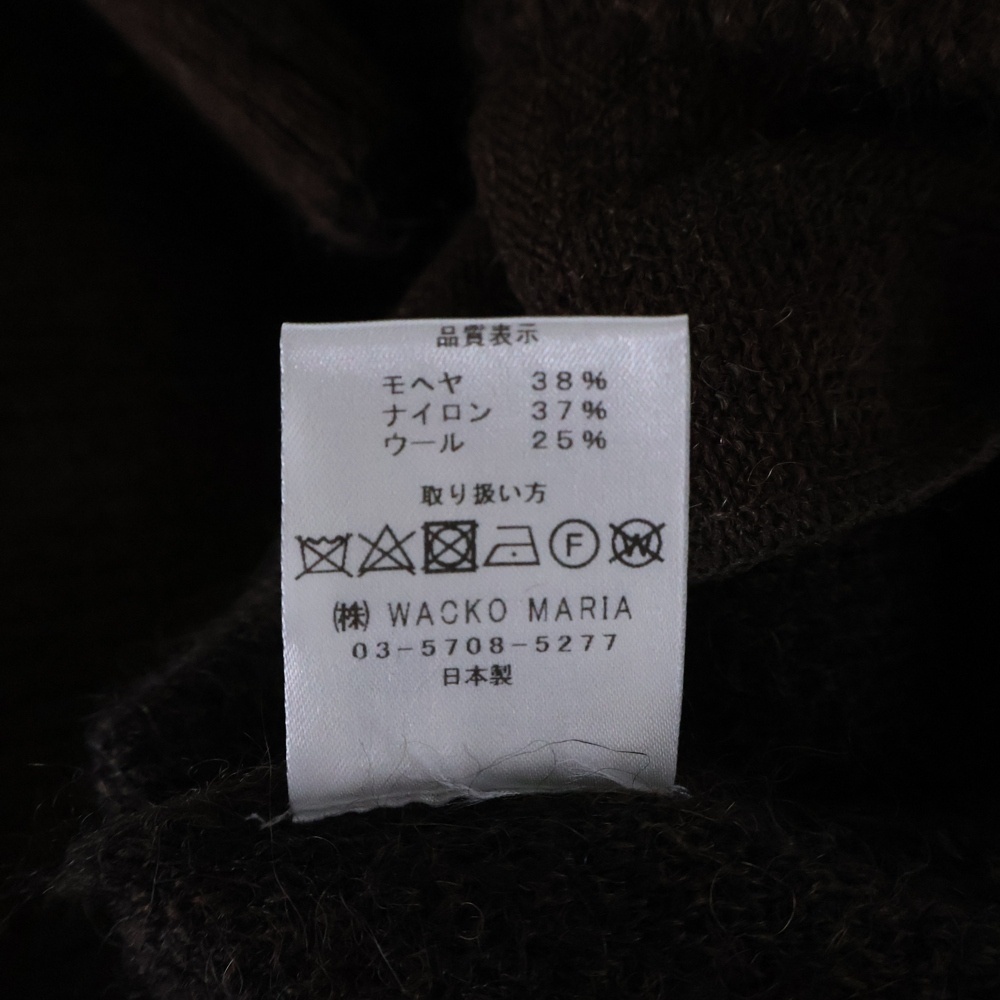 品質表示
モヘヤ 38%
ナイロン 37%
ウール 25%
取り扱い方
F W
㈱ WACKO MARIA
03-5708-5277
日本製